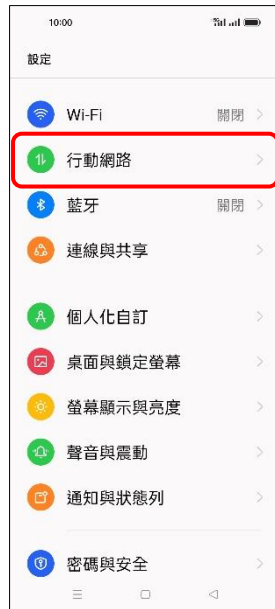 10:00
設定
Wi-Fi 關閉
行動網路
藍牙 關閉
連線與共享
個人化自訂
桌面與鎖定螢幕
螢幕顯示與亮度
聲音與震動
通知與狀態列
密碼與安全